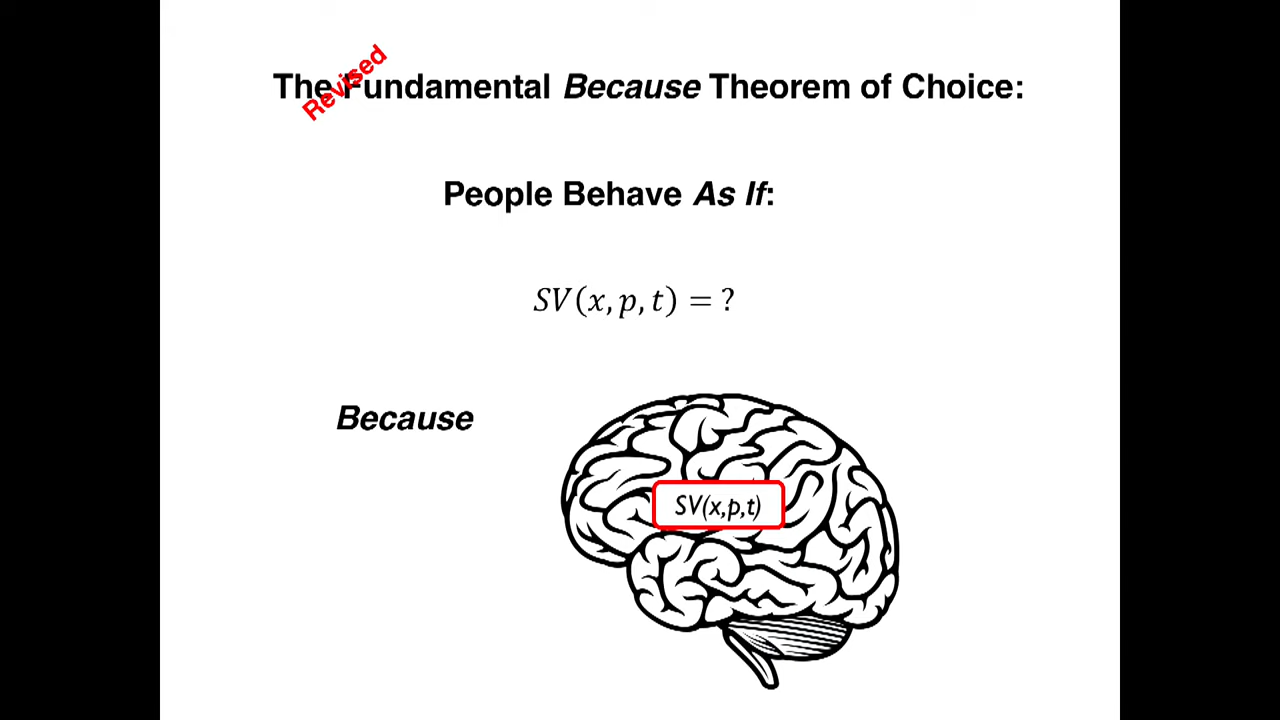 Revised
The Fundamental Because Theorem of Choice:
People Behave As If:
SV(x, p, t) = ?
Because
SV(x,p,t)